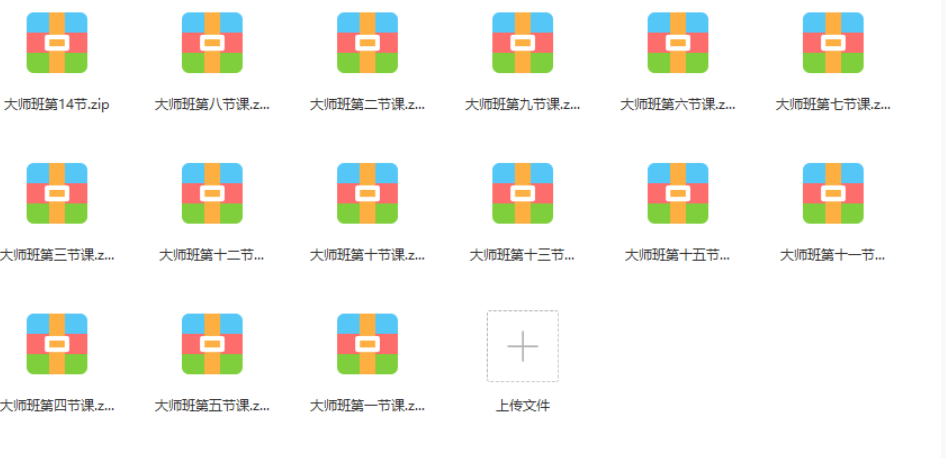 大师班第14节.zip
大师班第八节课.z...
大师班第二节课.z...
大师班第九节课.z...
大师班第六节课.z...
大师班第七节课.z...
大师班第三节课.z...
大师班第十二节...
大师班第十节课.z...
大师班第十三节...
大师班第十五节...
大师班第十一节...
大师班第四节课.z...
大师班第五节课.z...
大师班第一节课.z...
上传文件